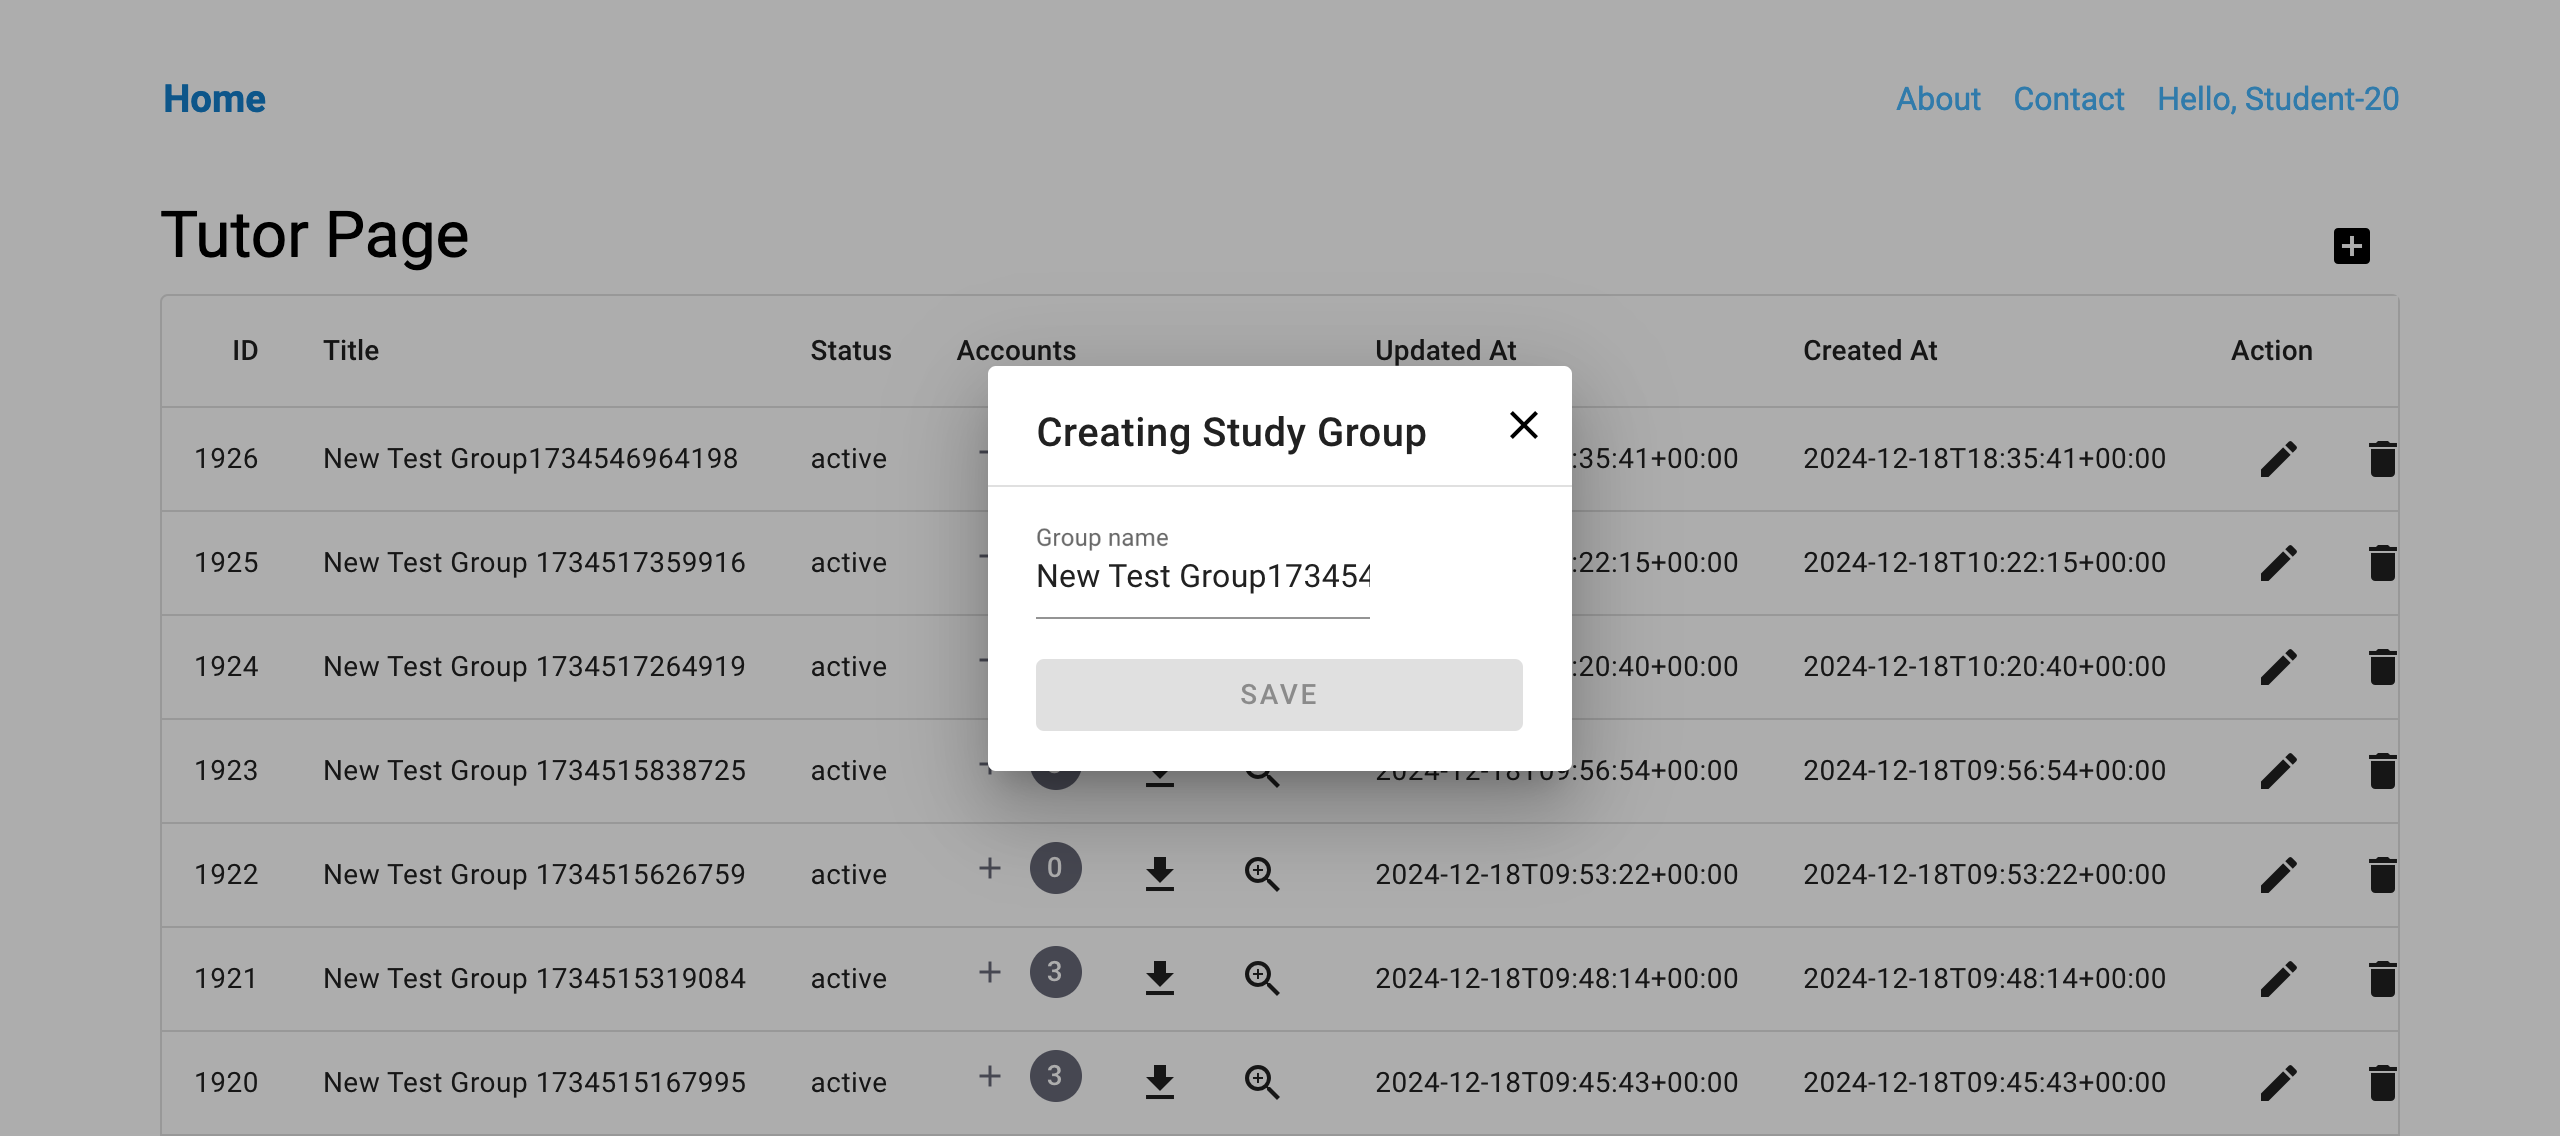 Home About Contact Hello, Student-20
Tutor Page
ID Title Status Accounts Updated At Created At Action
Creating Study Group
Group name
New Test Group173454
SAVE
1926 New Test Group1734546964198 active :35:41+00:00 2024-12-18T18:35:41+00:00
1925 New Test Group 1734517359916 active :22:15+00:00 2024-12-18T10:22:15+00:00
1924 New Test Group 1734517264919 active :20:40+00:00 2024-12-18T10:20:40+00:00
1923 New Test Group 1734515838725 active 2024-12-18T09:56:54+00:00 2024-12-18T09:56:54+00:00
1922 New Test Group 1734515626759 active + 0 2024-12-18T09:53:22+00:00 2024-12-18T09:53:22+00:00
1921 New Test Group 1734515319084 active + 3 2024-12-18T09:48:14+00:00 2024-12-18T09:48:14+00:00
1920 New Test Group 1734515167995 active + 3 2024-12-18T09:45:43+00:00 2024-12-18T09:45:43+00:00